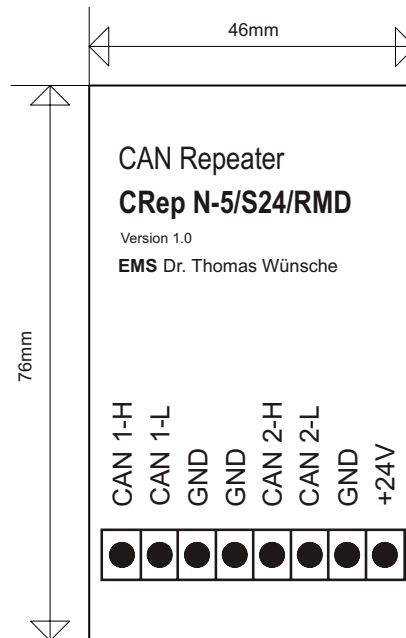 46mm
76mm
CAN Repeater
CRep N-5/S24/RMD
Version 1.0
EMS Dr. Thomas Wünsche
CAN 1-H
CAN 1-L
GND
GND
CAN 2-H
CAN 2-L
GND
+24V